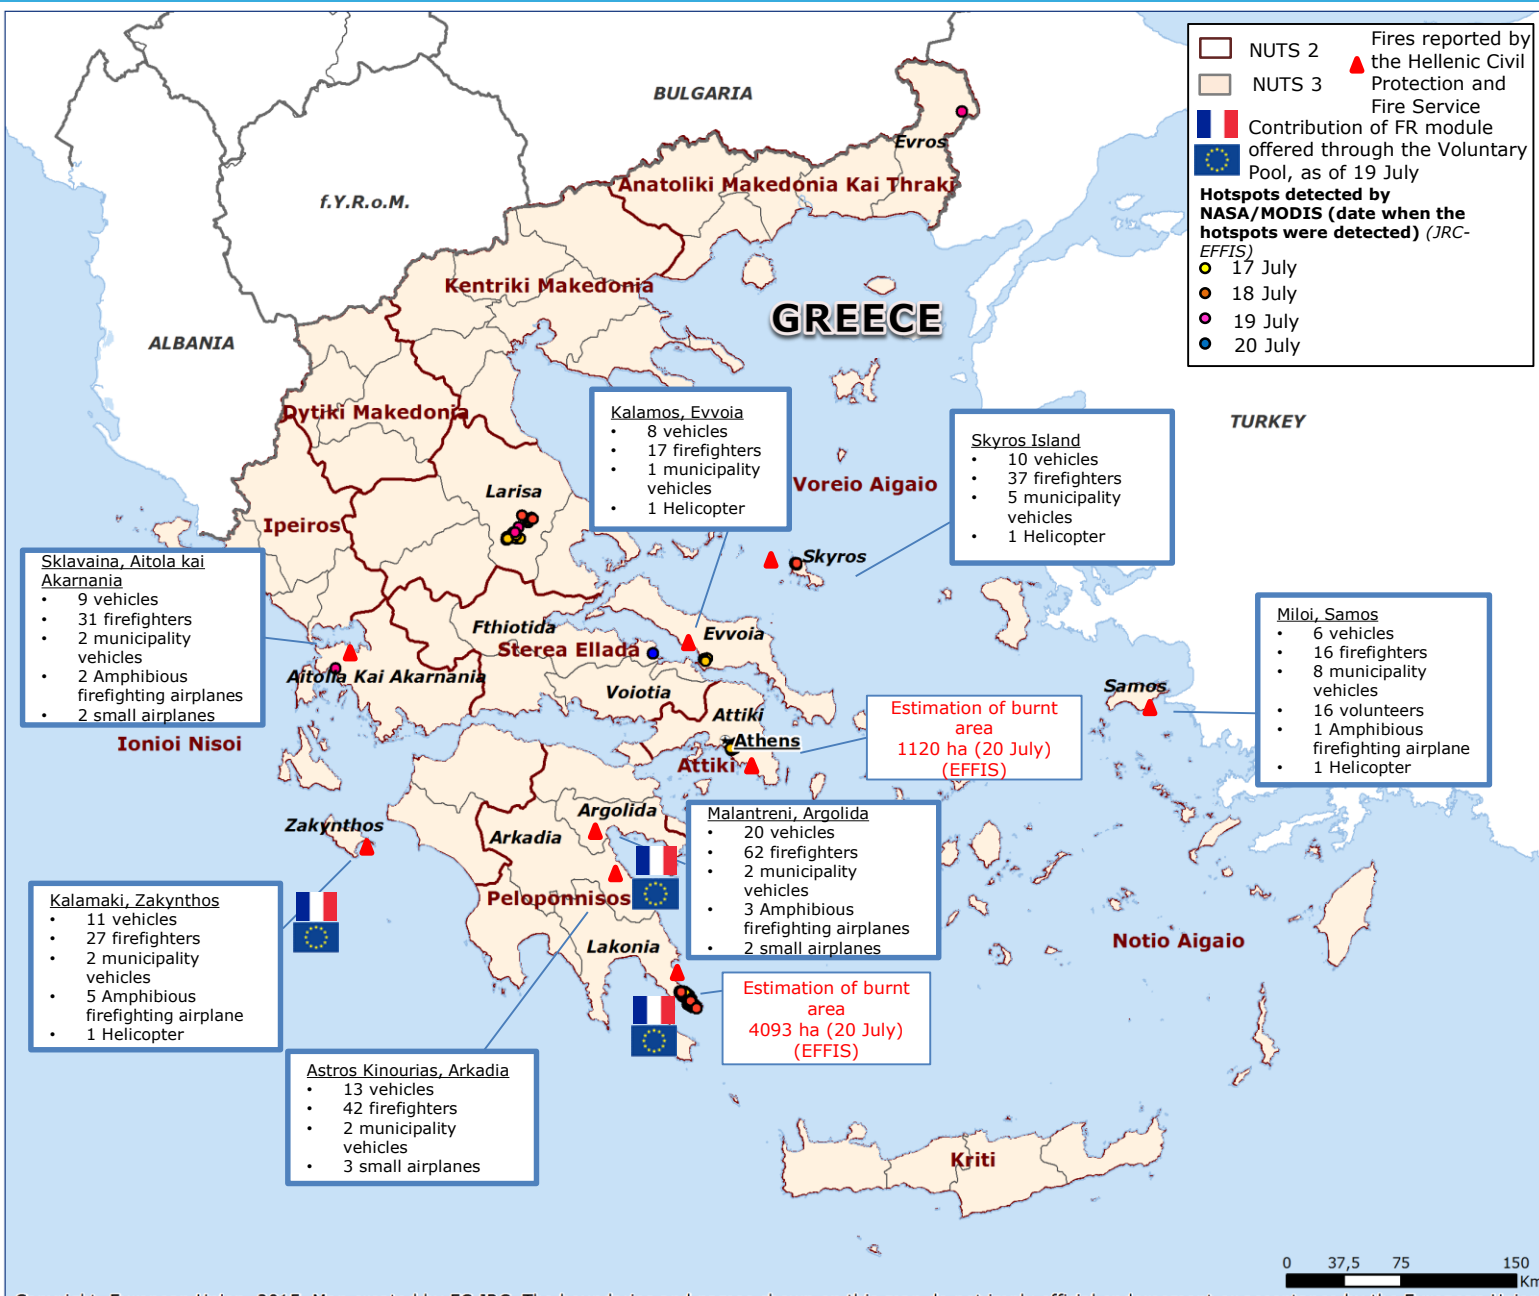 NUTS 2
NUTS 3
Fires reported by
the Hellenic Civil
Protection and
Fire Service
Contribution of FR module
offered through the Voluntary
Pool, as of 19 July
Hotspots detected by
NASA/MODIS (date when the
hotspots were detected) (JRC-
EFFIS)
17 July
18 July
19 July
20 July
BULGARIA
Evros
Anatoliki Makedonia Kai Thraki
f.Y.R.o.M.
Kentriki Makedonia
GREECE
ALBANIA
TURKEY
Dytiki Makedonia
Kalamos, Evvoia
• 8 vehicles
• 17 firefighters
• 1 municipality
vehicles
• 1 Helicopter
Skyros Island
• 10 vehicles
• 37 firefighters
• 5 municipality
vehicles
• 1 Helicopter
Voreio Aigaio
Larisa
Ipeiros
Skyros
Sklavaina, Aitola kai
Akarnania
• 9 vehicles
• 31 firefighters
• 2 municipality
vehicles
• 2 Amphibious
firefighting airplanes
• 2 small airplanes
Miloi, Samos
• 6 vehicles
• 16 firefighters
• 8 municipality
vehicles
• 16 volunteers
• 1 Amphibious
firefighting airplane
• 1 Helicopter
Fthiotida
Sterea Ellada
Evvoia
Aitolia Kai Akarnania
Voiotia
Samos
Attiki
Athens
Attiki
Ionioi Nisoi
Estimation of burnt
area
1120 ha (20 July)
(EFFIS)
Zakynthos
Argolida
Arkadia
Malantreni, Argolida
• 20 vehicles
• 62 firefighters
• 2 municipality
vehicles
• 3 Amphibious
firefighting airplanes
• 2 small airplanes
Peloponnisos
Kalamaki, Zakynthos
• 11 vehicles
• 27 firefighters
• 2 municipality
vehicles
• 5 Amphibious
firefighting airplane
• 1 Helicopter
Lakonia
Notio Aigaio
Estimation of burnt
area
4093 ha (20 July)
(EFFIS)
Astros Kinourias, Arkadia
• 13 vehicles
• 42 firefighters
• 2 municipality
vehicles
• 3 small airplanes
Kriti
0 37,5 75 150
Km